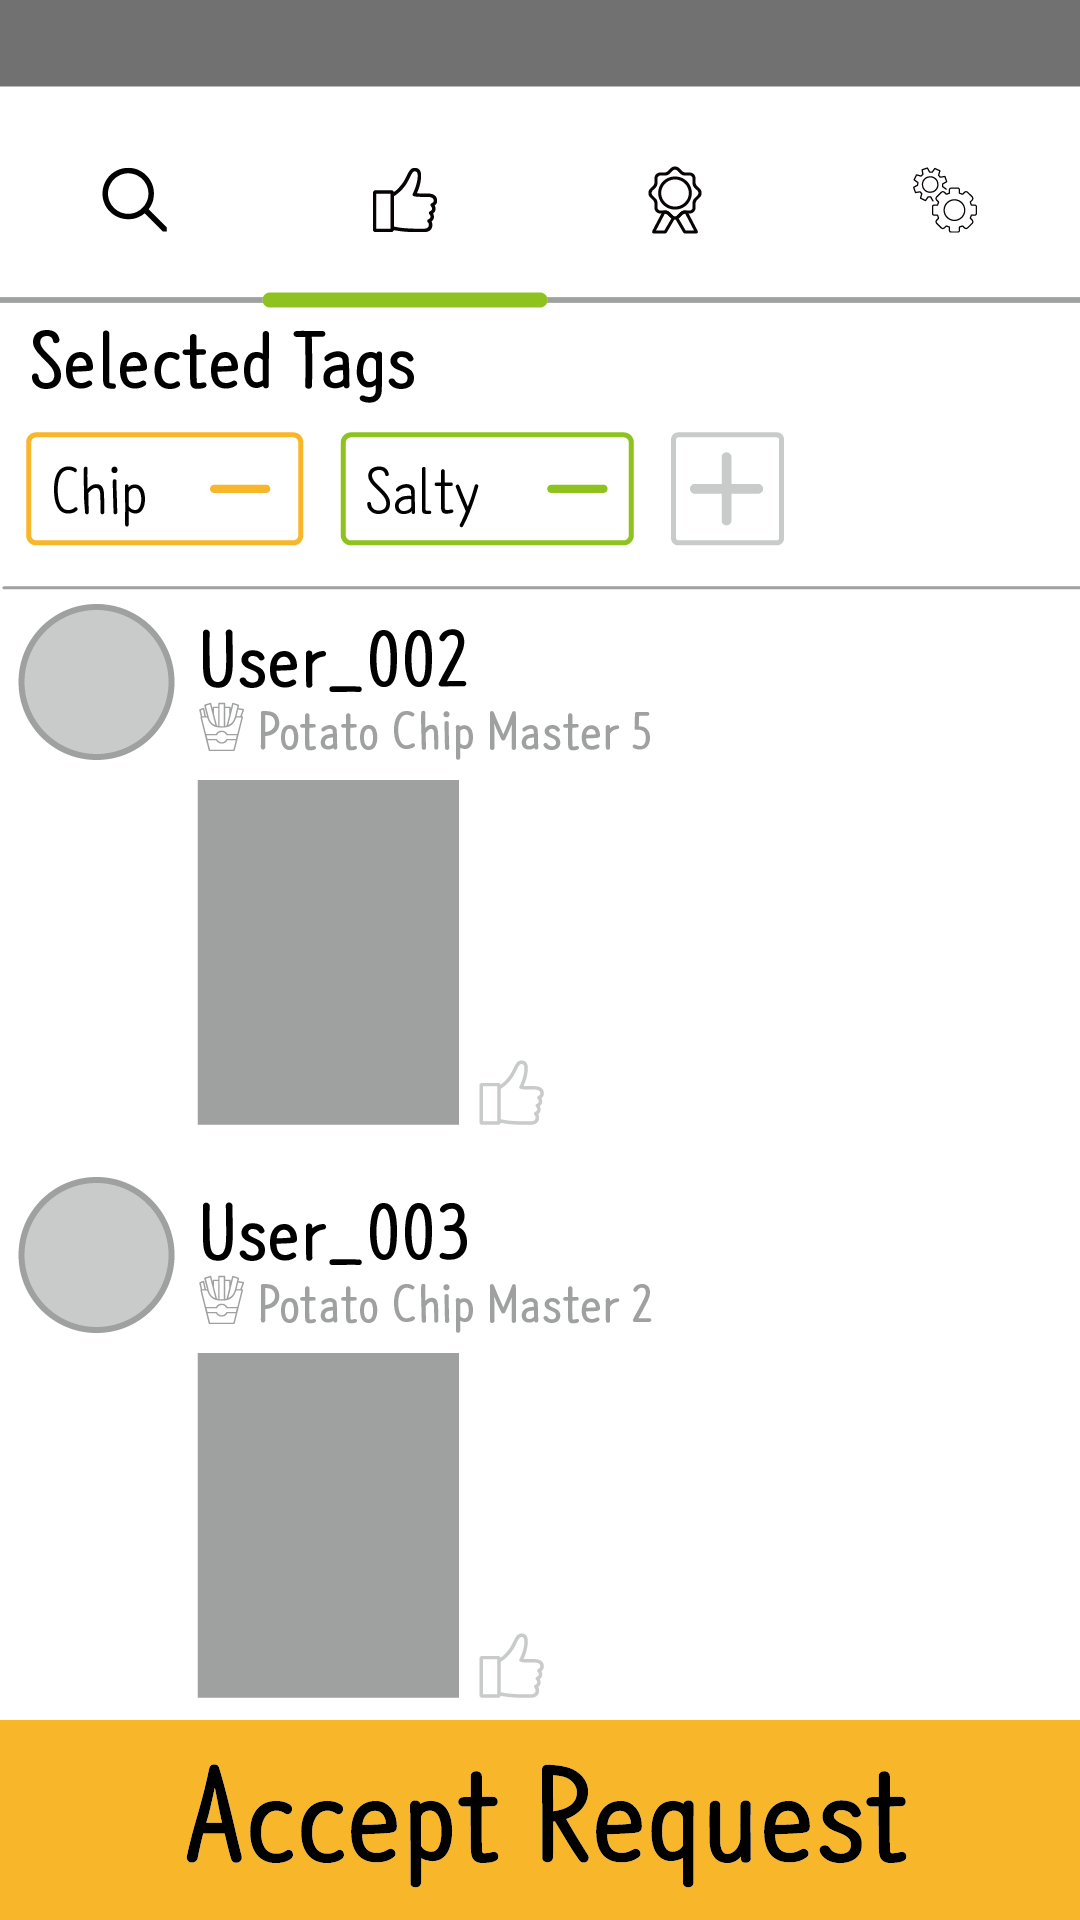 Selected Tags
Chip
Salty
User_002
Potato Chip Master 5
User_003
Potato Chip Master 2
Accept Request